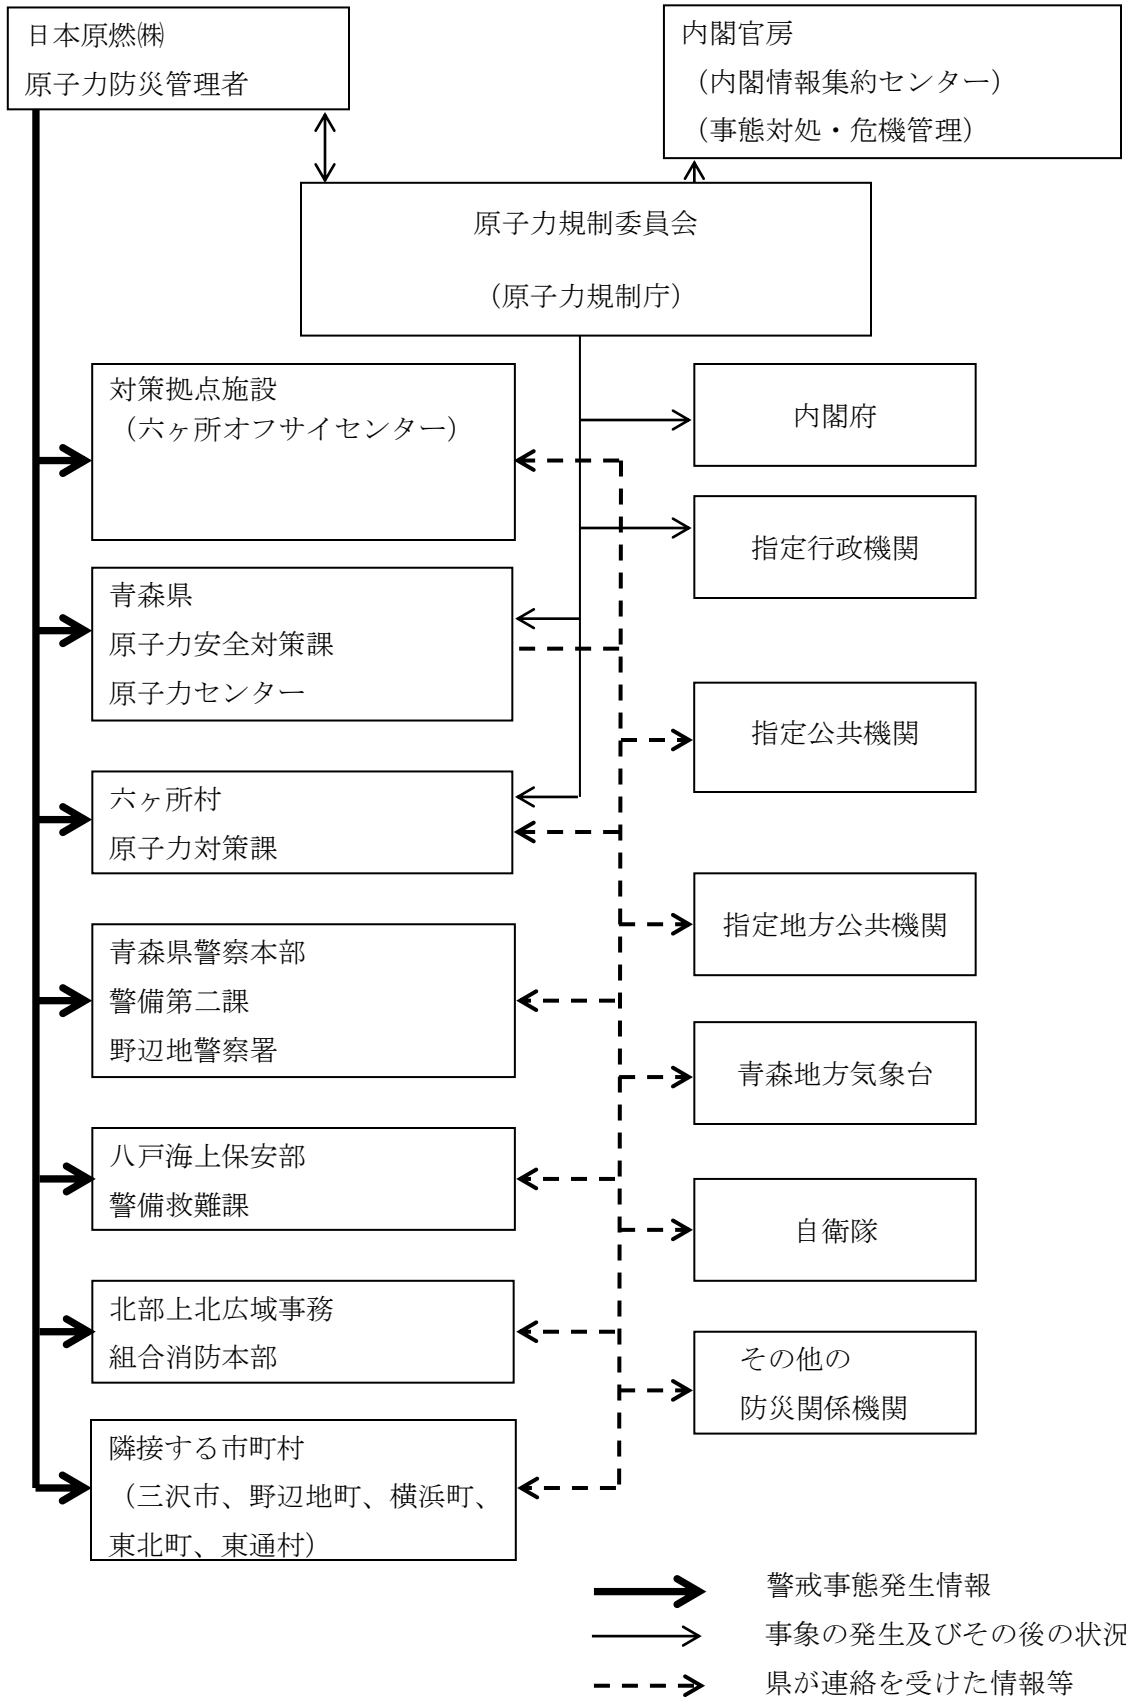 日本原燃㈱
原子力防災管理者
内閣官房
（内閣情報集約センター）
（事態対処・危機管理）
原子力規制委員会
（原子力規制庁）
対策拠点施設
（六ヶ所オフサイセンター）
内閣府
指定行政機関
青森県
原子力安全対策課
原子力センター
指定公共機関
六ヶ所村
原子力対策課
指定地方公共機関
青森県警察本部
警備第二課
野辺地警察署
青森地方気象台
八戸海上保安部
警備救難課
自衛隊
北部上北広域事務
組合消防本部
その他の
防災関係機関
隣接する市町村
（三沢市、野辺地町、横浜町、
東北町、東通村）
警戒事態発生情報
事象の発生及びその後の状況
県が連絡を受けた情報等